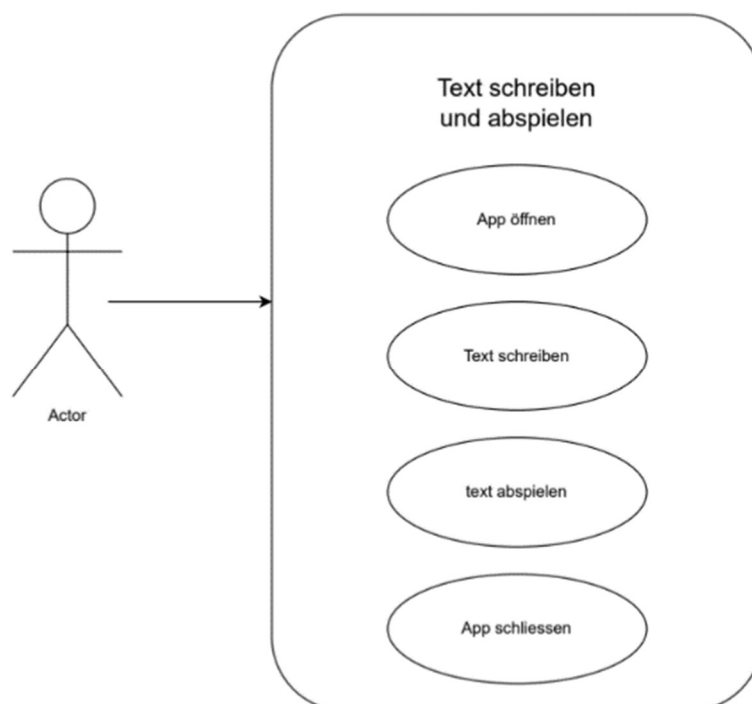 Text schreiben
und abspielen
App öffnen
Text schreiben
text abspielen
App schliessen
Actor